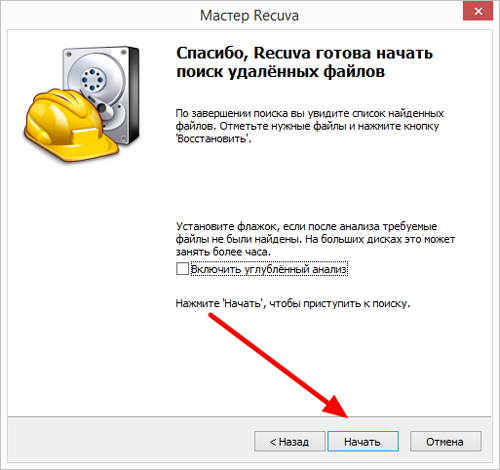 Мастер Recuva
Спасибо, Recuva готова начать
поиск удалённых файлов
По завершении поиска вы увидите список найденных
файлов. Отметьте нужные файлы и нажмите кнопку
'Восстановить'.
Установите флажок, если после анализа требуемые
файлы не были найдены. На больших дисках это может
занять более часа.
Включить углублённый анализ
Нажмите 'Начать', чтобы приступить к поиску.
< Назад
Начать
Отмена